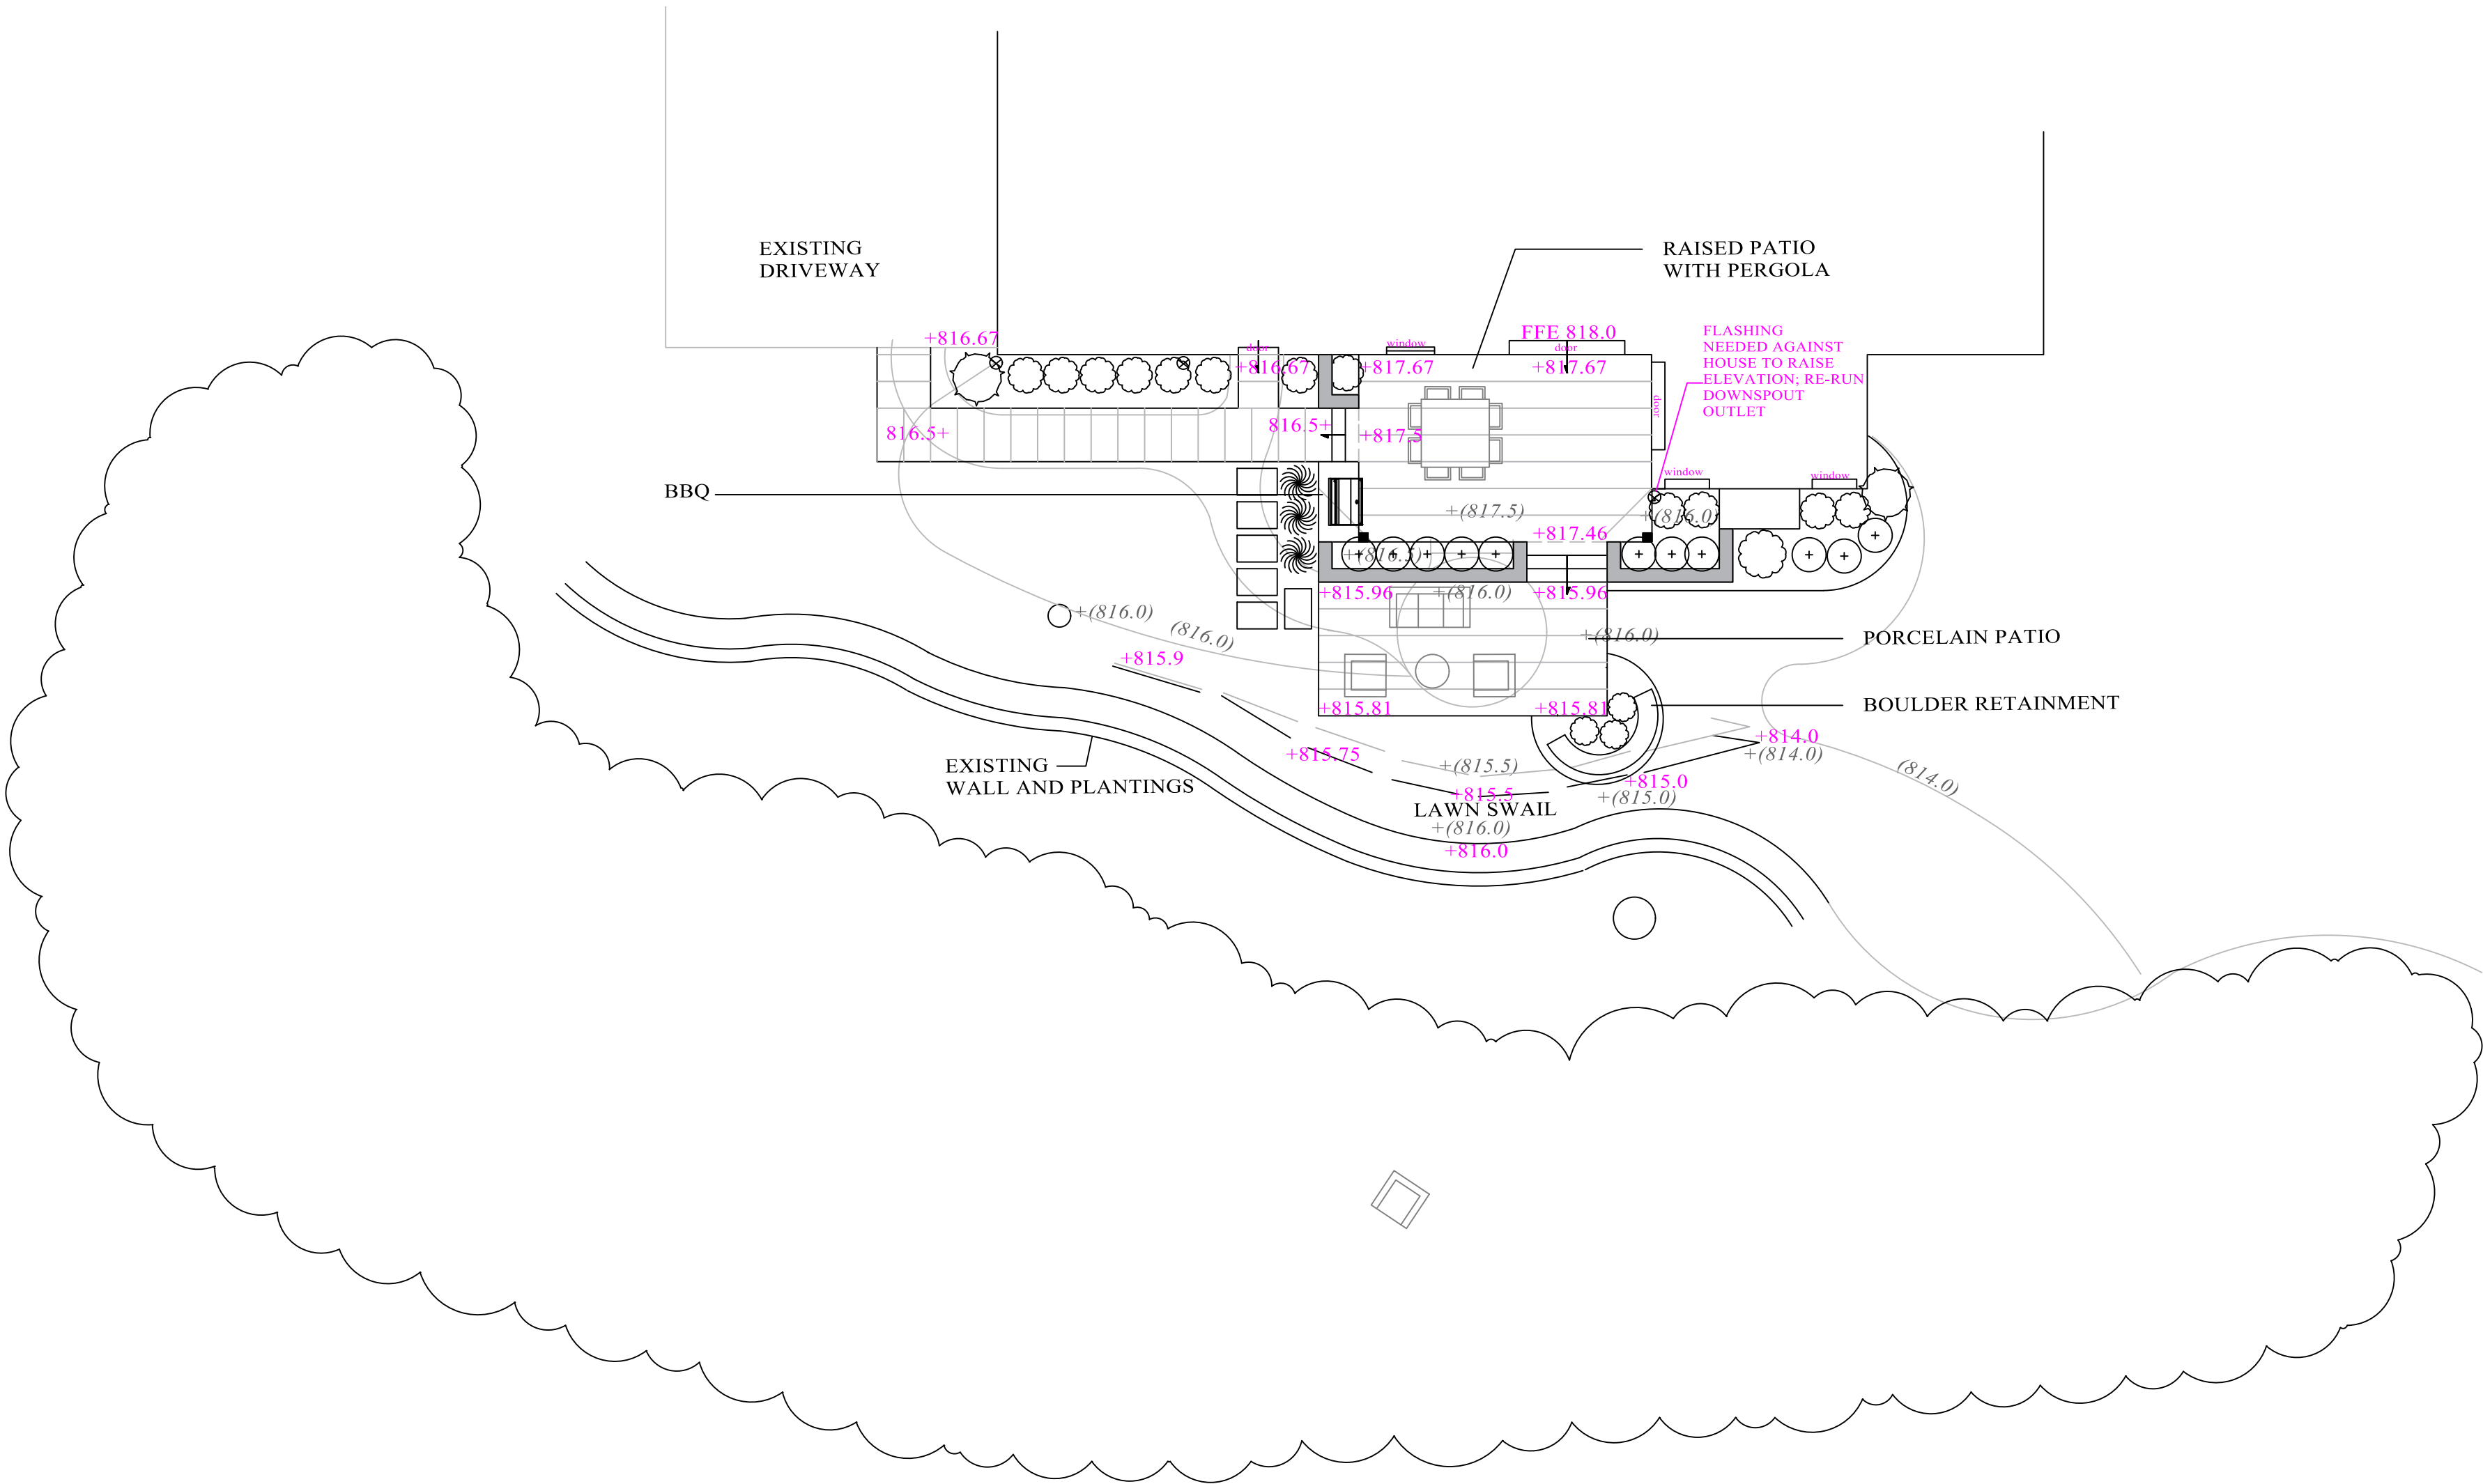 EXISTING
DRIVEWAY
RAISED PATIO
WITH PERGOLA
+816.67
FFE 818.0
door
window
door
+816.67
+817.67
+817.67
FLASHING
NEEDED AGAINST
HOUSE TO RAISE
ELEVATION; RE-RUN
DOWNSPOUT
OUTLET
door
816.5+
816.5+
+817.5
window
window
BBQ
+(817.5)
+(816.0)
+817.46
+(816.5)
+815.96
+(816.0)
+815.96
+(816.0)
(816.0)
+(816.0)
PORCELAIN PATIO
+815.9
+815.81
+815.81
BOULDER RETAINMENT
+814.0
+(814.0)
(814.0)
+815.75
EXISTING
WALL AND PLANTINGS
+(815.5)
+815.0
+815.5
+(815.0)
LAWN SWAIL
+(816.0)
+816.0